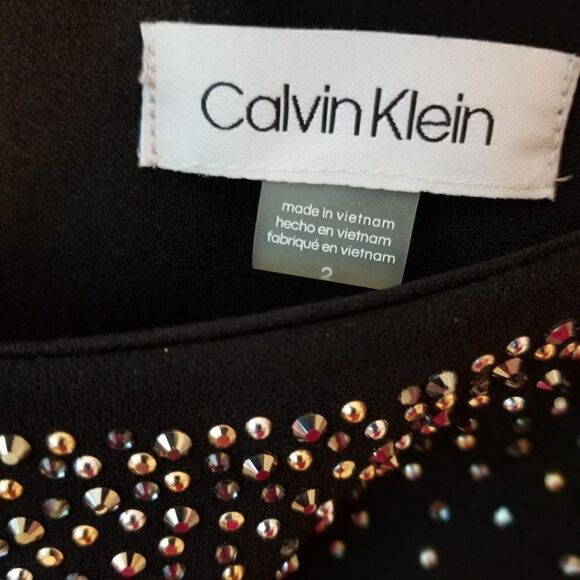 Calvin Klein
made in vietnam
hecho en vietnam
fabriqué en vietnam
2